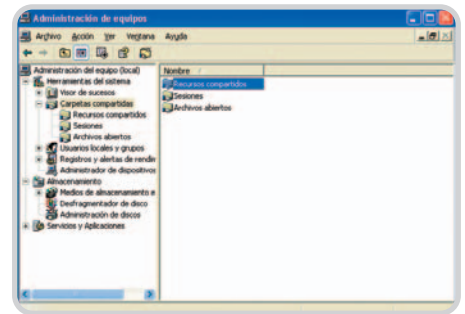 Administración de equipos
Archivo Acción Ver Ventana Ayuda
Administración del equipo (local)
Herramientas del sistema
Visor de sucesos
Carpetas compartidas
Recursos compartidos
Sesiones
Archivos abiertos
Usuarios locales y grupos
Registros y alertas de rendir
Administrador de dispositivos
Almacenamiento
Medios de almacenamiento e
Desfragmentador de disco
Administración de discos
Servicios y Aplicaciones
Nombre
Recursos compartidos
Sesiones
Archivos abiertos